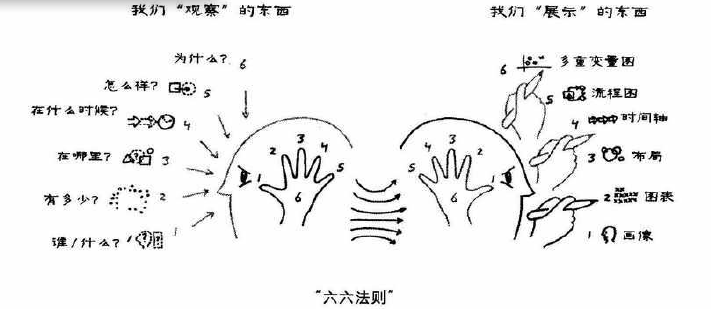 我们“观察”的东西
我们“展示”的东西
为什么? 6
怎么样? 5
在什么时候? 4
在哪里? 3
有多少? 2
谁/什么? 1
1 2 3 4 5 6
6 多重变量图
5 流程图
4 时间轴
3 布局
2 图表
1 画像
5 4 3 2 1 6
“六六法则”